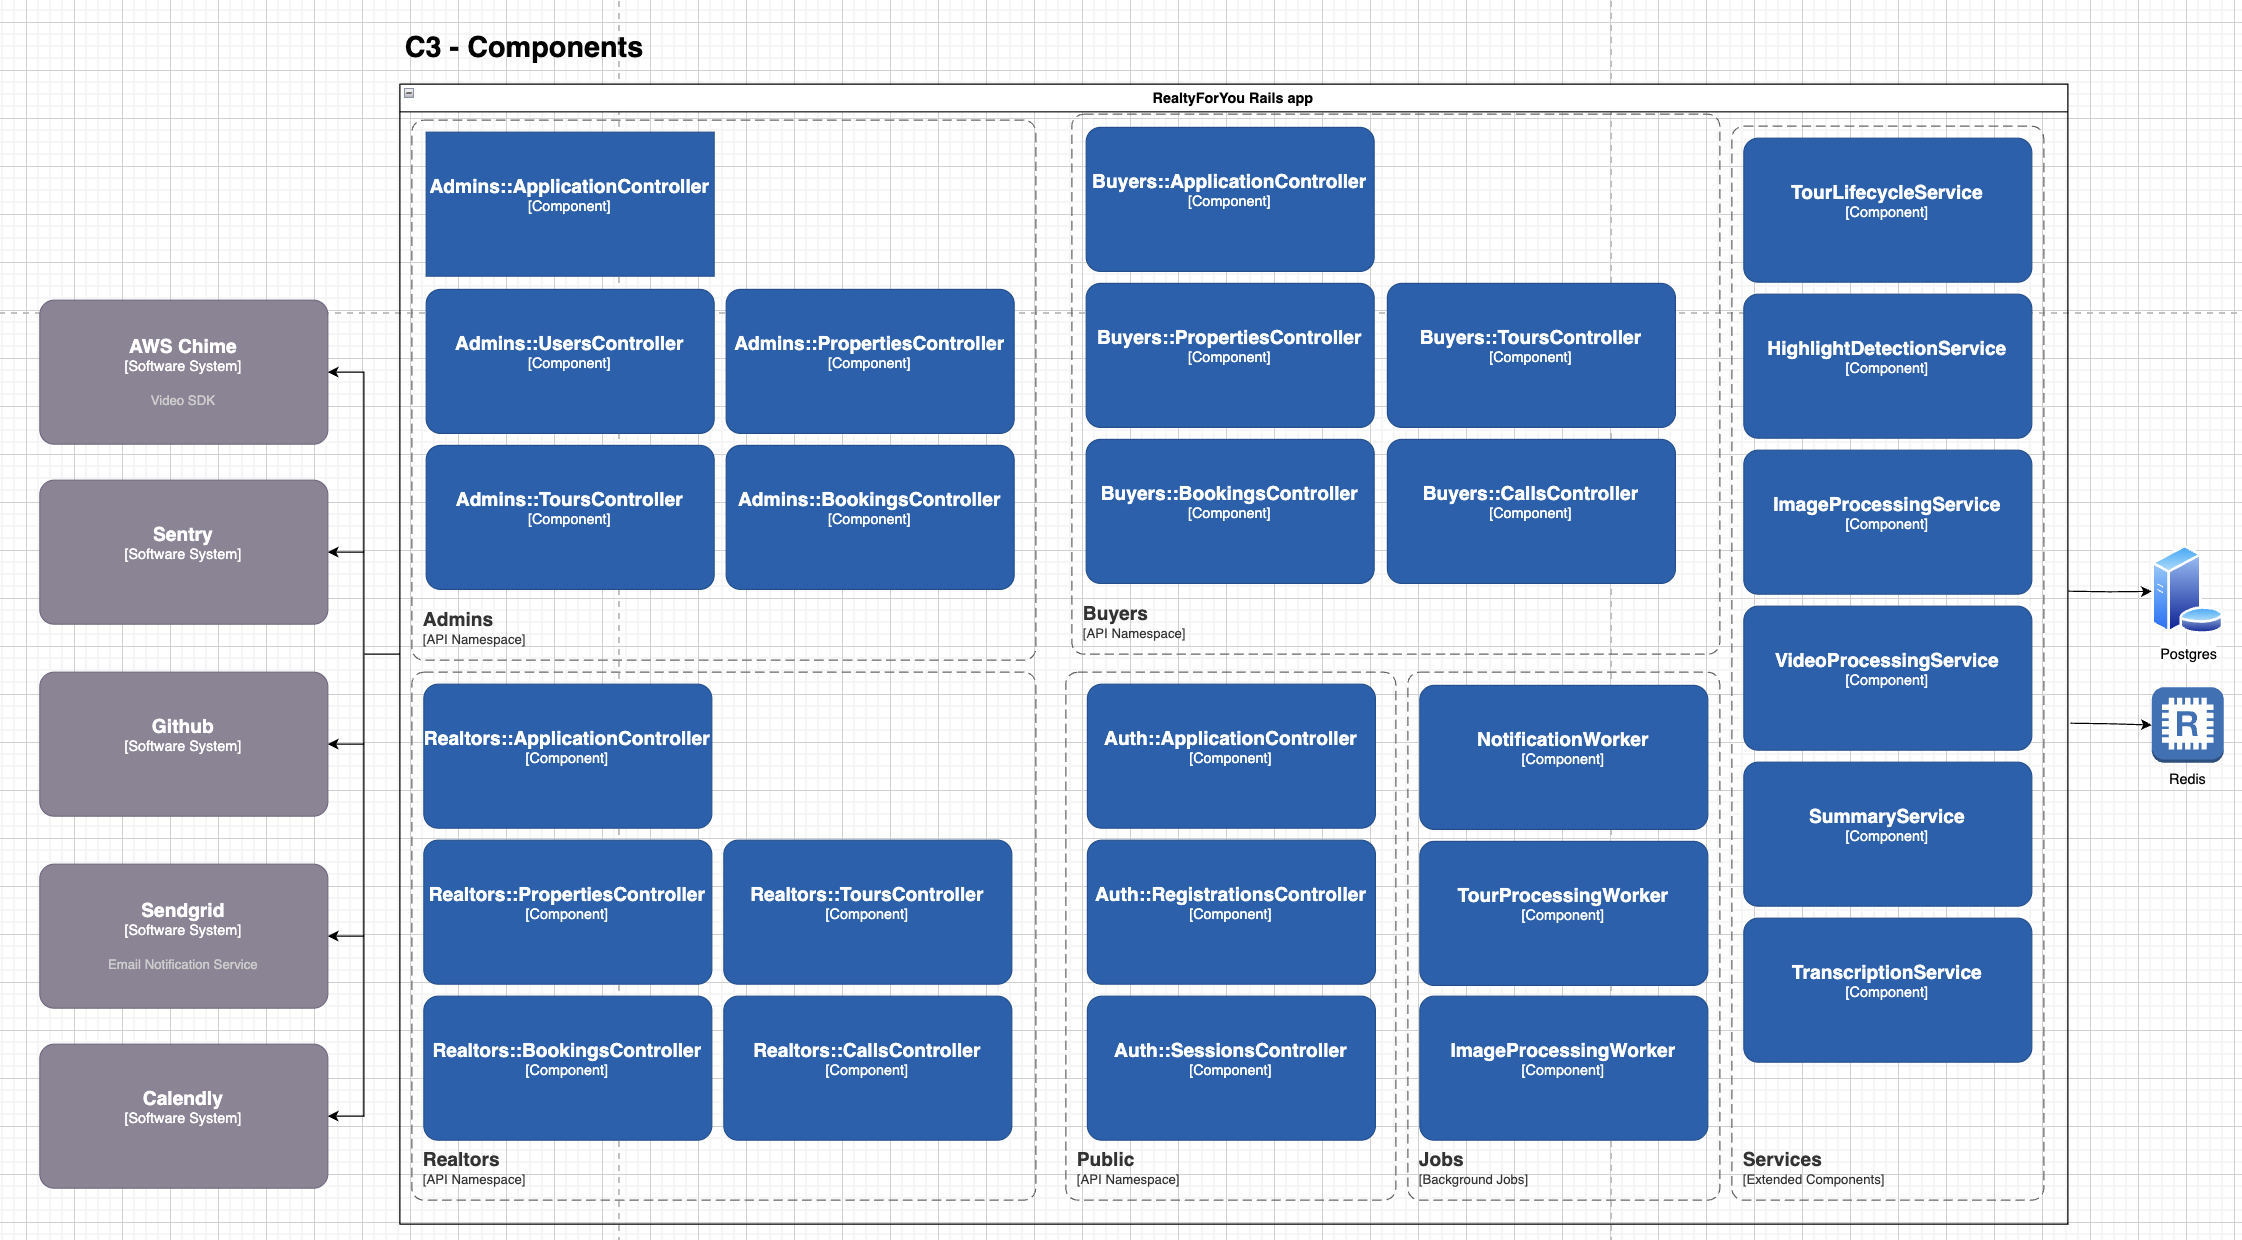 C3 - Components
RealtyForYou Rails app
Admins::ApplicationController
[Component]
Admins::UsersController
[Component]
Admins::PropertiesController
[Component]
Admins::ToursController
[Component]
Admins::BookingsController
[Component]
Admins
[API Namespace]
Buyers::ApplicationController
[Component]
Buyers::PropertiesController
[Component]
Buyers::ToursController
[Component]
Buyers::BookingsController
[Component]
Buyers::CallsController
[Component]
Buyers
[API Namespace]
Realtors::ApplicationController
[Component]
Realtors::PropertiesController
[Component]
Realtors::ToursController
[Component]
Realtors::BookingsController
[Component]
Realtors::CallsController
[Component]
Realtors
[API Namespace]
Auth::ApplicationController
[Component]
Auth::RegistrationsController
[Component]
Auth::SessionsController
[Component]
Public
[API Namespace]
NotificationWorker
[Component]
TourProcessingWorker
[Component]
ImageProcessingWorker
[Component]
Jobs
[Background Jobs]
TourLifecycleService
[Component]
HighlightDetectionService
[Component]
ImageProcessingService
[Component]
VideoProcessingService
[Component]
SummaryService
[Component]
TranscriptionService
[Component]
Services
[Extended Components]
AWS Chime
[Software System]
Video SDK
Sentry
[Software System]
Github
[Software System]
Sendgrid
[Software System]
Email Notification Service
Calendly
[Software System]
Postgres
R
Redis